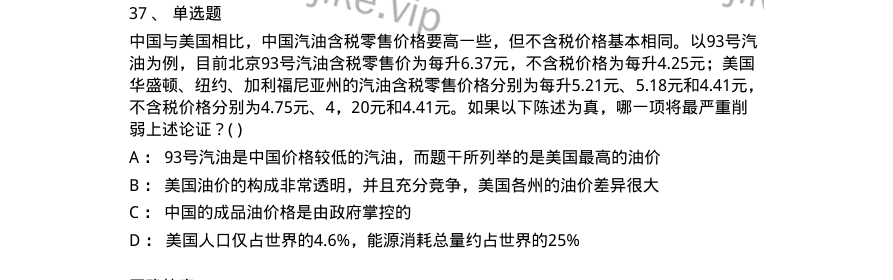 jike.vip
37 、 单选题
中国与美国相比，中国汽油含税零售价格要高一些，但不含税价格基本相同。以93号汽
油为例，目前北京93号汽油含税零售价为每升6.37元，不含税价格为每升4.25元；美国
华盛顿、纽约、加利福尼亚州的汽油含税零售价格分别为每升5.21元、5.18元和4.41元，
不含税价格分别为4.75元、4，20元和4.41元。如果以下陈述为真，哪一项将最严重削
弱上述论证？( )
A ： 93号汽油是中国价格较低的汽油，而题干所列举的是美国最高的油价
B ： 美国油价的构成非常透明，并且充分竞争，美国各州的油价差异很大
C ： 中国的成品油价格是由政府掌控的
D ： 美国人口仅占世界的4.6%，能源消耗总量约占世界的25%